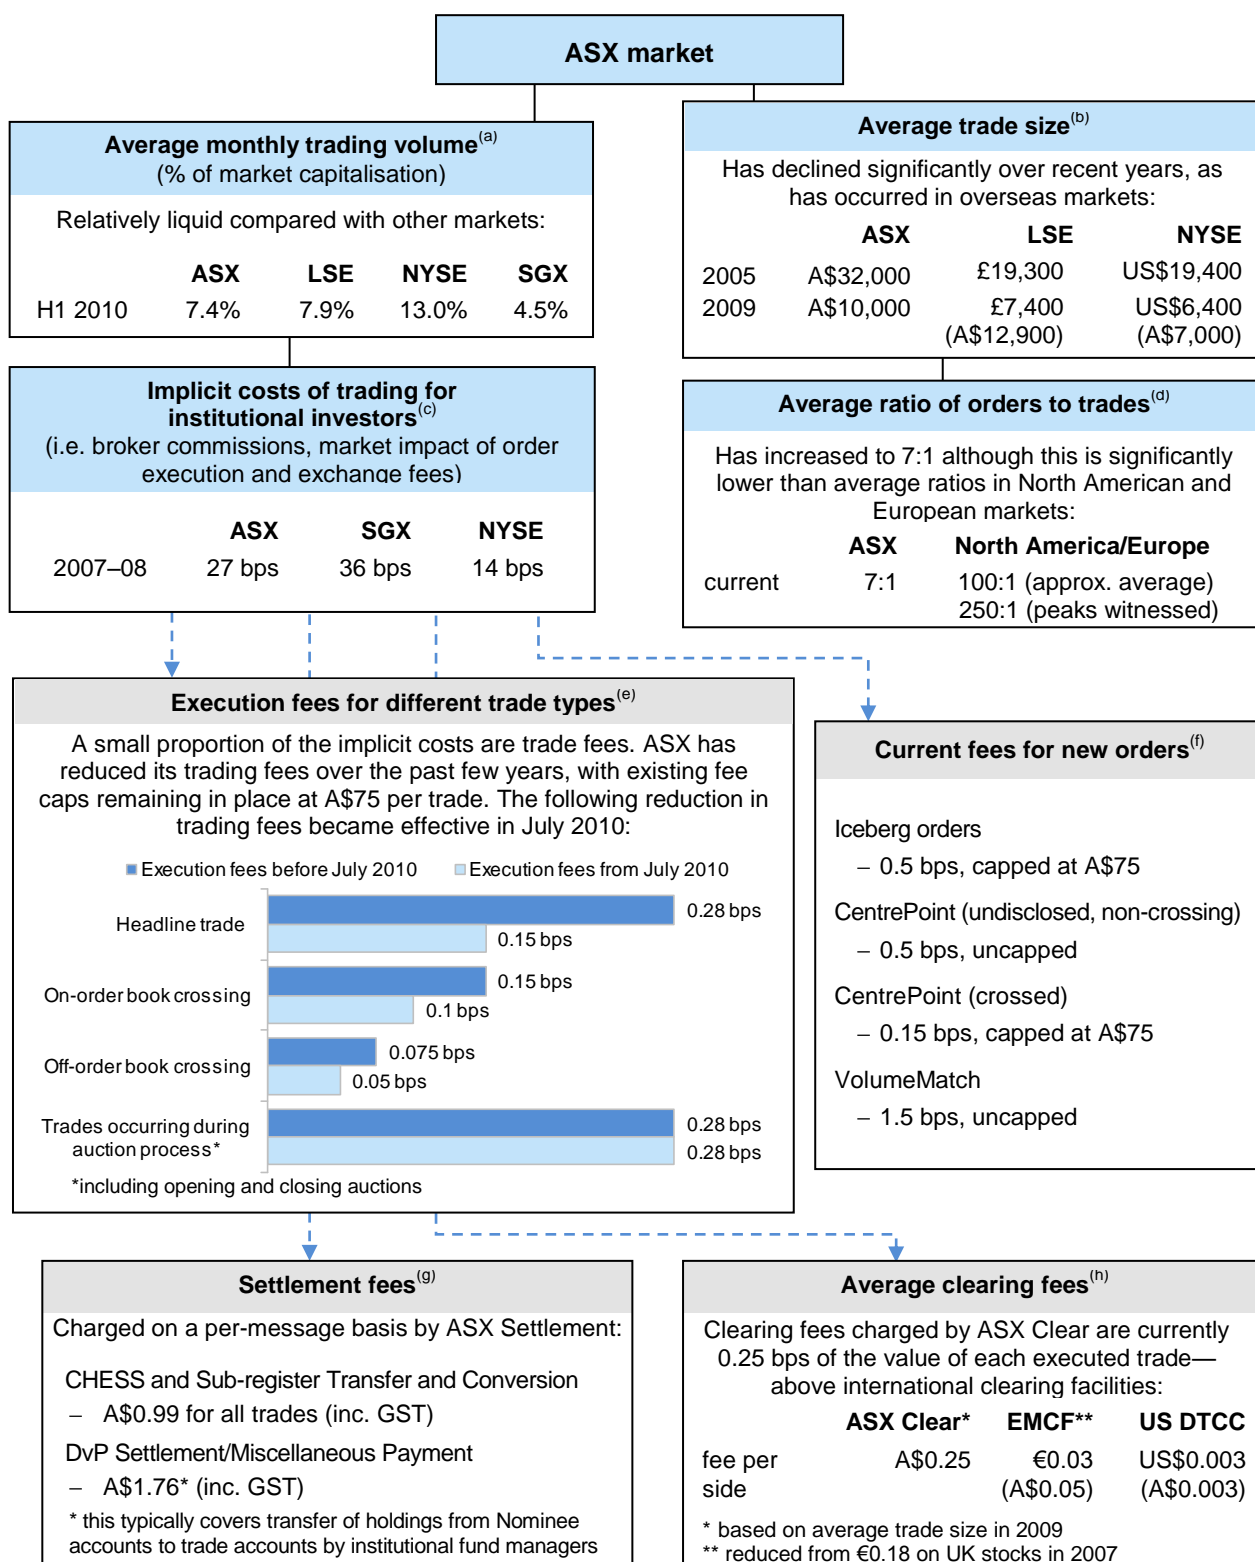 ASX market
Average monthly trading volume(a)
(% of market capitalisation)
Relatively liquid compared with other markets:
ASX LSE NYSE SGX
H1 2010 7.4% 7.9% 13.0% 4.5%
Average trade size(b)
Has declined significantly over recent years, as
has occurred in overseas markets:
ASX LSE NYSE
2005 A$32,000 £19,300 US$19,400
2009 A$10,000 £7,400 US$6,400
(A$12,900) (A$7,000)
Implicit costs of trading for
institutional investors(c)
(i.e. broker commissions, market impact of order
execution and exchange fees)
ASX SGX NYSE
2007–08 27 bps 36 bps 14 bps
Average ratio of orders to trades(d)
Has increased to 7:1 although this is significantly
lower than average ratios in North American and
European markets:
ASX North America/Europe
current 7:1 100:1 (approx. average)
250:1 (peaks witnessed)
Execution fees for different trade types(e)
A small proportion of the implicit costs are trade fees. ASX has
reduced its trading fees over the past few years, with existing fee
caps remaining in place at A$75 per trade. The following reduction in
trading fees became effective in July 2010:
Execution fees before July 2010 Execution fees from July 2010
Headline trade
0.28 bps
0.15 bps
On-order book crossing
0.15 bps
0.1 bps
Off-order book crossing
0.075 bps
0.05 bps
Trades occurring during
auction process*
0.28 bps
0.28 bps
*including opening and closing auctions
Current fees for new orders(f)
Iceberg orders
– 0.5 bps, capped at A$75
CentrePoint (undisclosed, non-crossing)
– 0.5 bps, uncapped
CentrePoint (crossed)
– 0.15 bps, capped at A$75
VolumeMatch
– 1.5 bps, uncapped
Settlement fees(g)
Charged on a per-message basis by ASX Settlement:
CHESS and Sub-register Transfer and Conversion
– A$0.99 for all trades (inc. GST)
DvP Settlement/Miscellaneous Payment
– A$1.76* (inc. GST)
* this typically covers transfer of holdings from Nominee
accounts to trade accounts by institutional fund managers
Average clearing fees(h)
Clearing fees charged by ASX Clear are currently
0.25 bps of the value of each executed trade—
above international clearing facilities:
ASX Clear* EMCF** US DTCC
fee per A$0.25 €0.03 US$0.003
side (A$0.05) (A$0.003)
* based on average trade size in 2009
** reduced from €0.18 on UK stocks in 2007